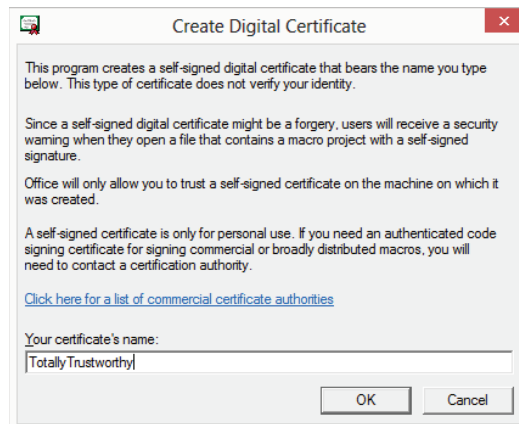 Create Digital Certificate
This program creates a self-signed digital certificate that bears the name you type
below. This type of certificate does not verify your identity.
Since a self-signed digital certificate might be a forgery, users will receive a security
warning when they open a file that contains a macro project with a self-signed
signature.
Office will only allow you to trust a self-signed certificate on the machine on which it
was created.
A self-signed certificate is only for personal use. If you need an authenticated code
signing certificate for signing commercial or broadly distributed macros, you will
need to contact a certification authority.
Click here for a list of commercial certificate authorities
Your certificate's name:
TotallyTrustworthy
OK Cancel